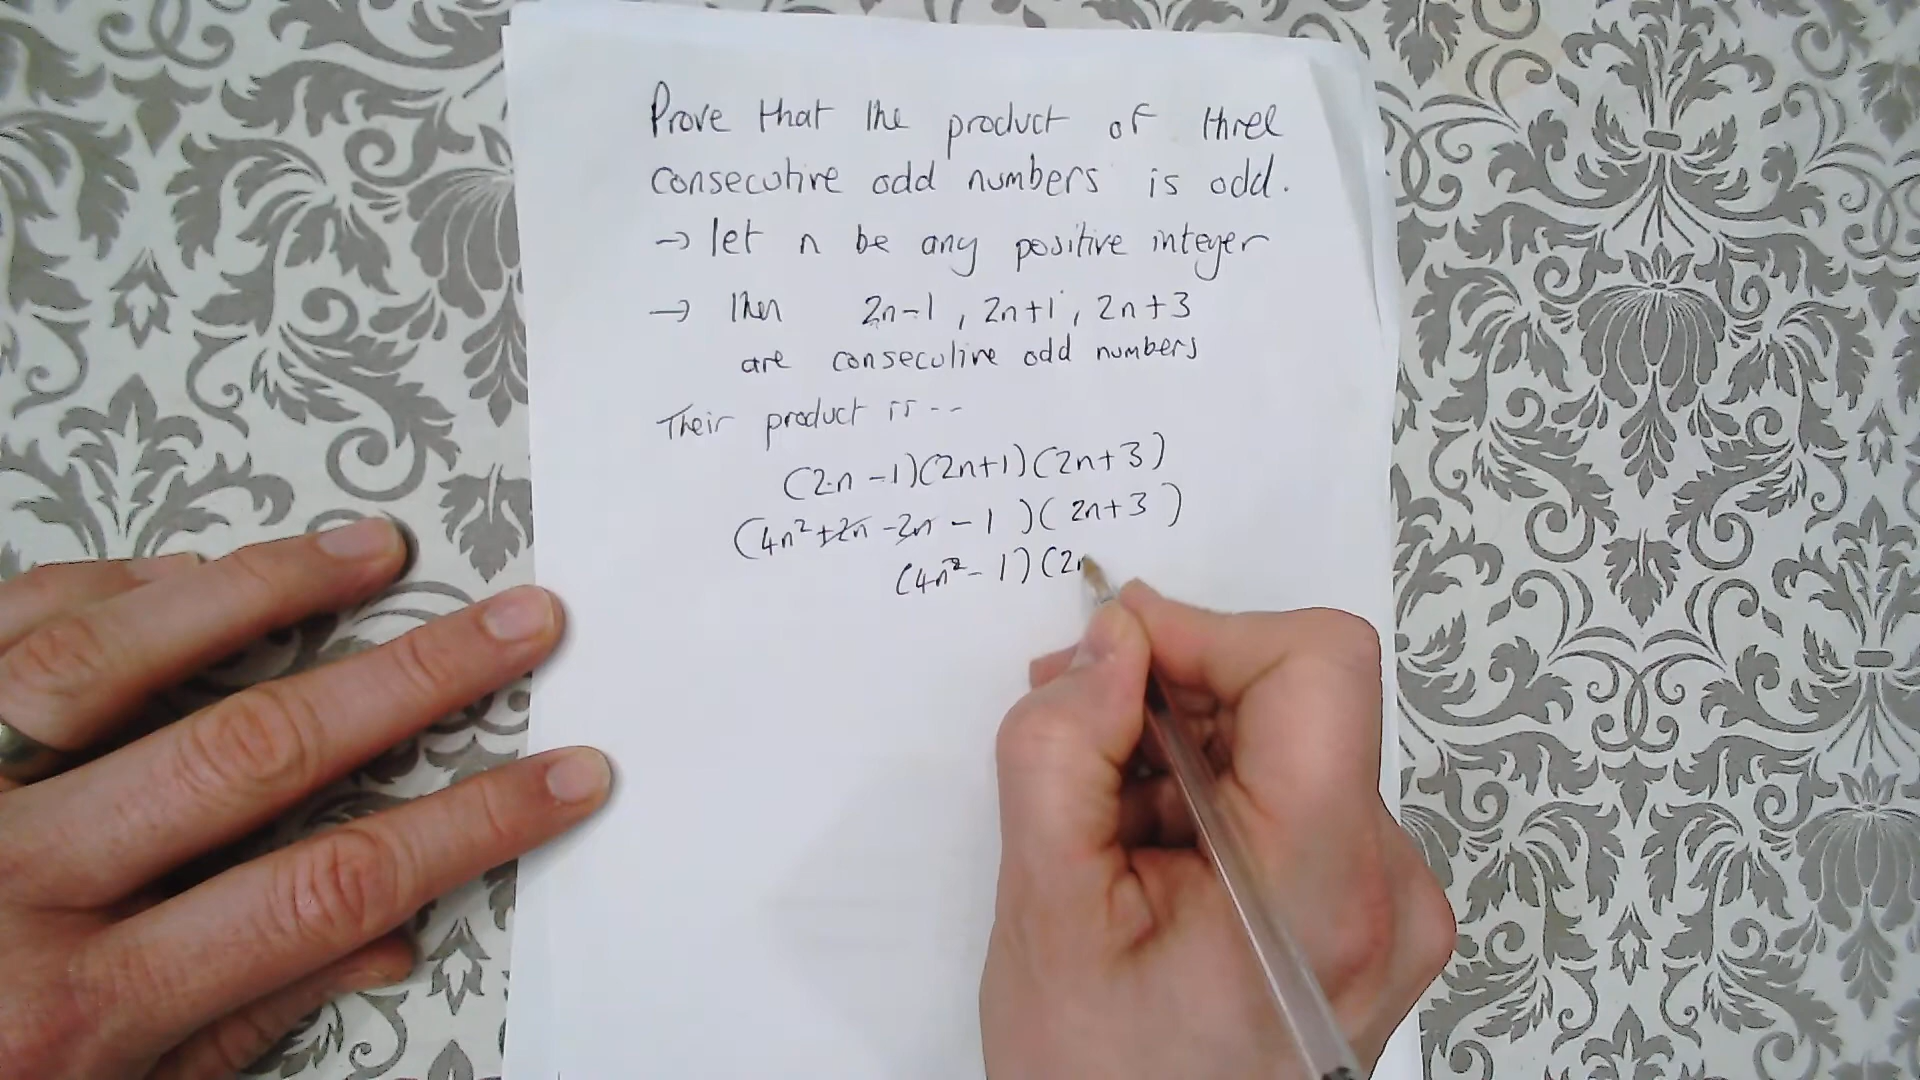 Prove that the product of three
consecutive odd numbers is odd.
→ let n be any positive integer
→ then 2n-1, 2n+1, 2n+3
are consecutive odd numbers
Their product is--
(2n-1)(2n+1)(2n+3)
(4n²+2n-2n-1)(2n+3)
(4n²-1)(2n